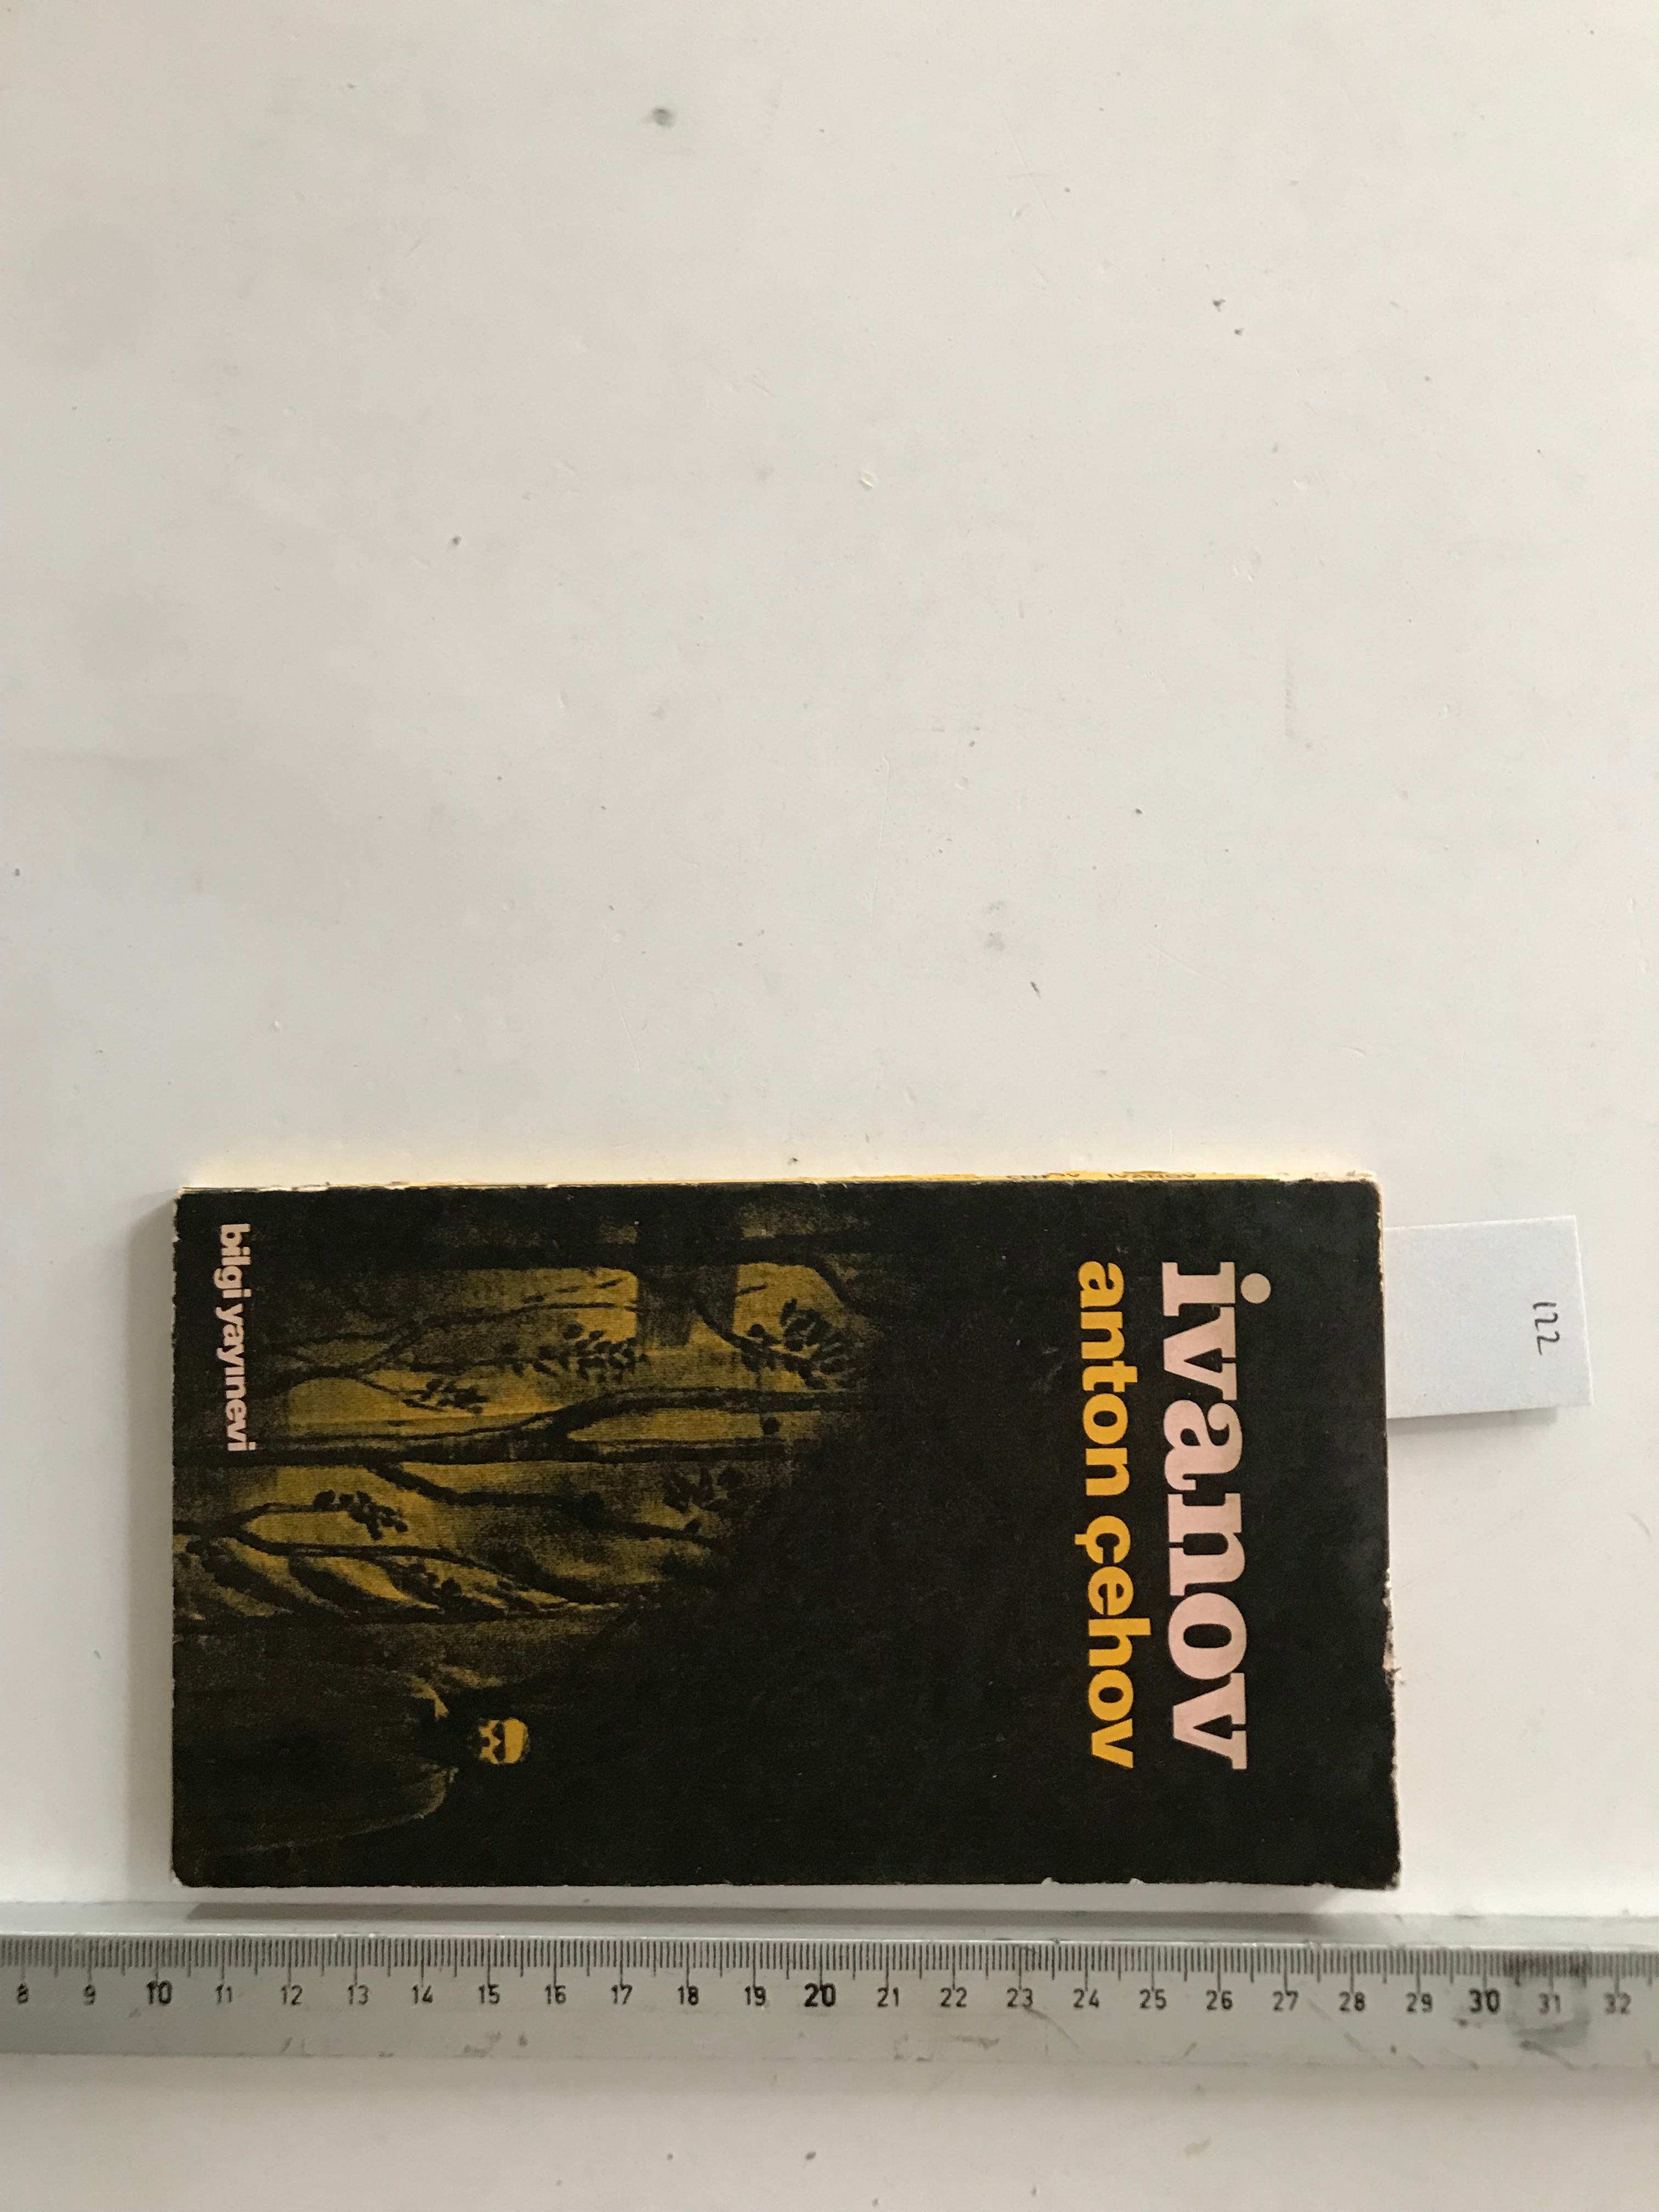 122
ivanov
anton çehov
bilgi yayınevi
IVANOV
8 9 10 11 12 13 14 15 16 17 18 19 20 21 22 23 24 25 26 27 28 29 30 31 32